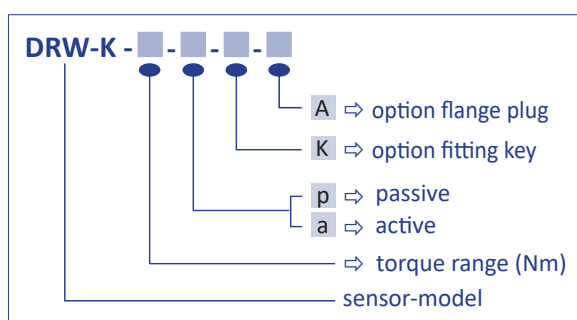 DRW-K - - - -
A ⇨ option flange plug
K ⇨ option fitting key
p ⇨ passive
a ⇨ active
⇨ torque range (Nm)
sensor-model